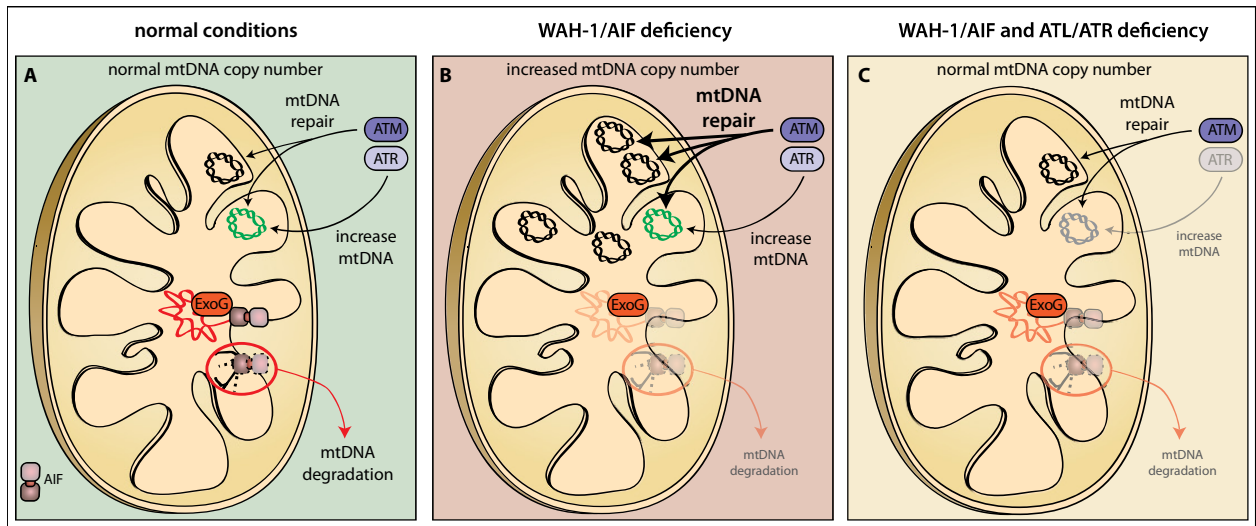 normal conditions
WAH-1/AIF deficiency
WAH-1/AIF and ATL/ATR deficiency
A
normal mtDNA copy number
mtDNA
repair
ATM
ATR
increase
mtDNA
ExoG
mtDNA
degradation
AIF
B
increased mtDNA copy number
mtDNA
repair
ATM
ATR
increase
mtDNA
ExoG
mtDNA
degradation
C
normal mtDNA copy number
mtDNA
repair
ATM
ATR
increase
mtDNA
ExoG
mtDNA
degradation